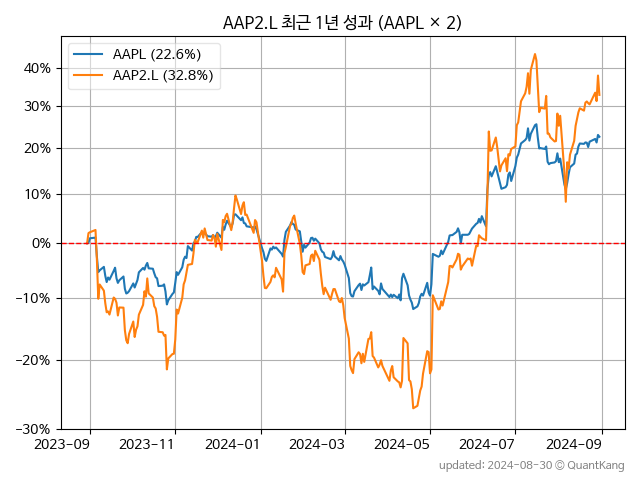 AAP2.L 최근 1년 성과 (AAPL × 2)
AAPL (22.6%)
AAP2.L (32.8%)
40%
30%
20%
10%
0%
−10%
−20%
−30%
2023-09 2023-11 2024-01 2024-03 2024-05 2024-07 2024-09
updated: 2024-08-30 © QuantKang